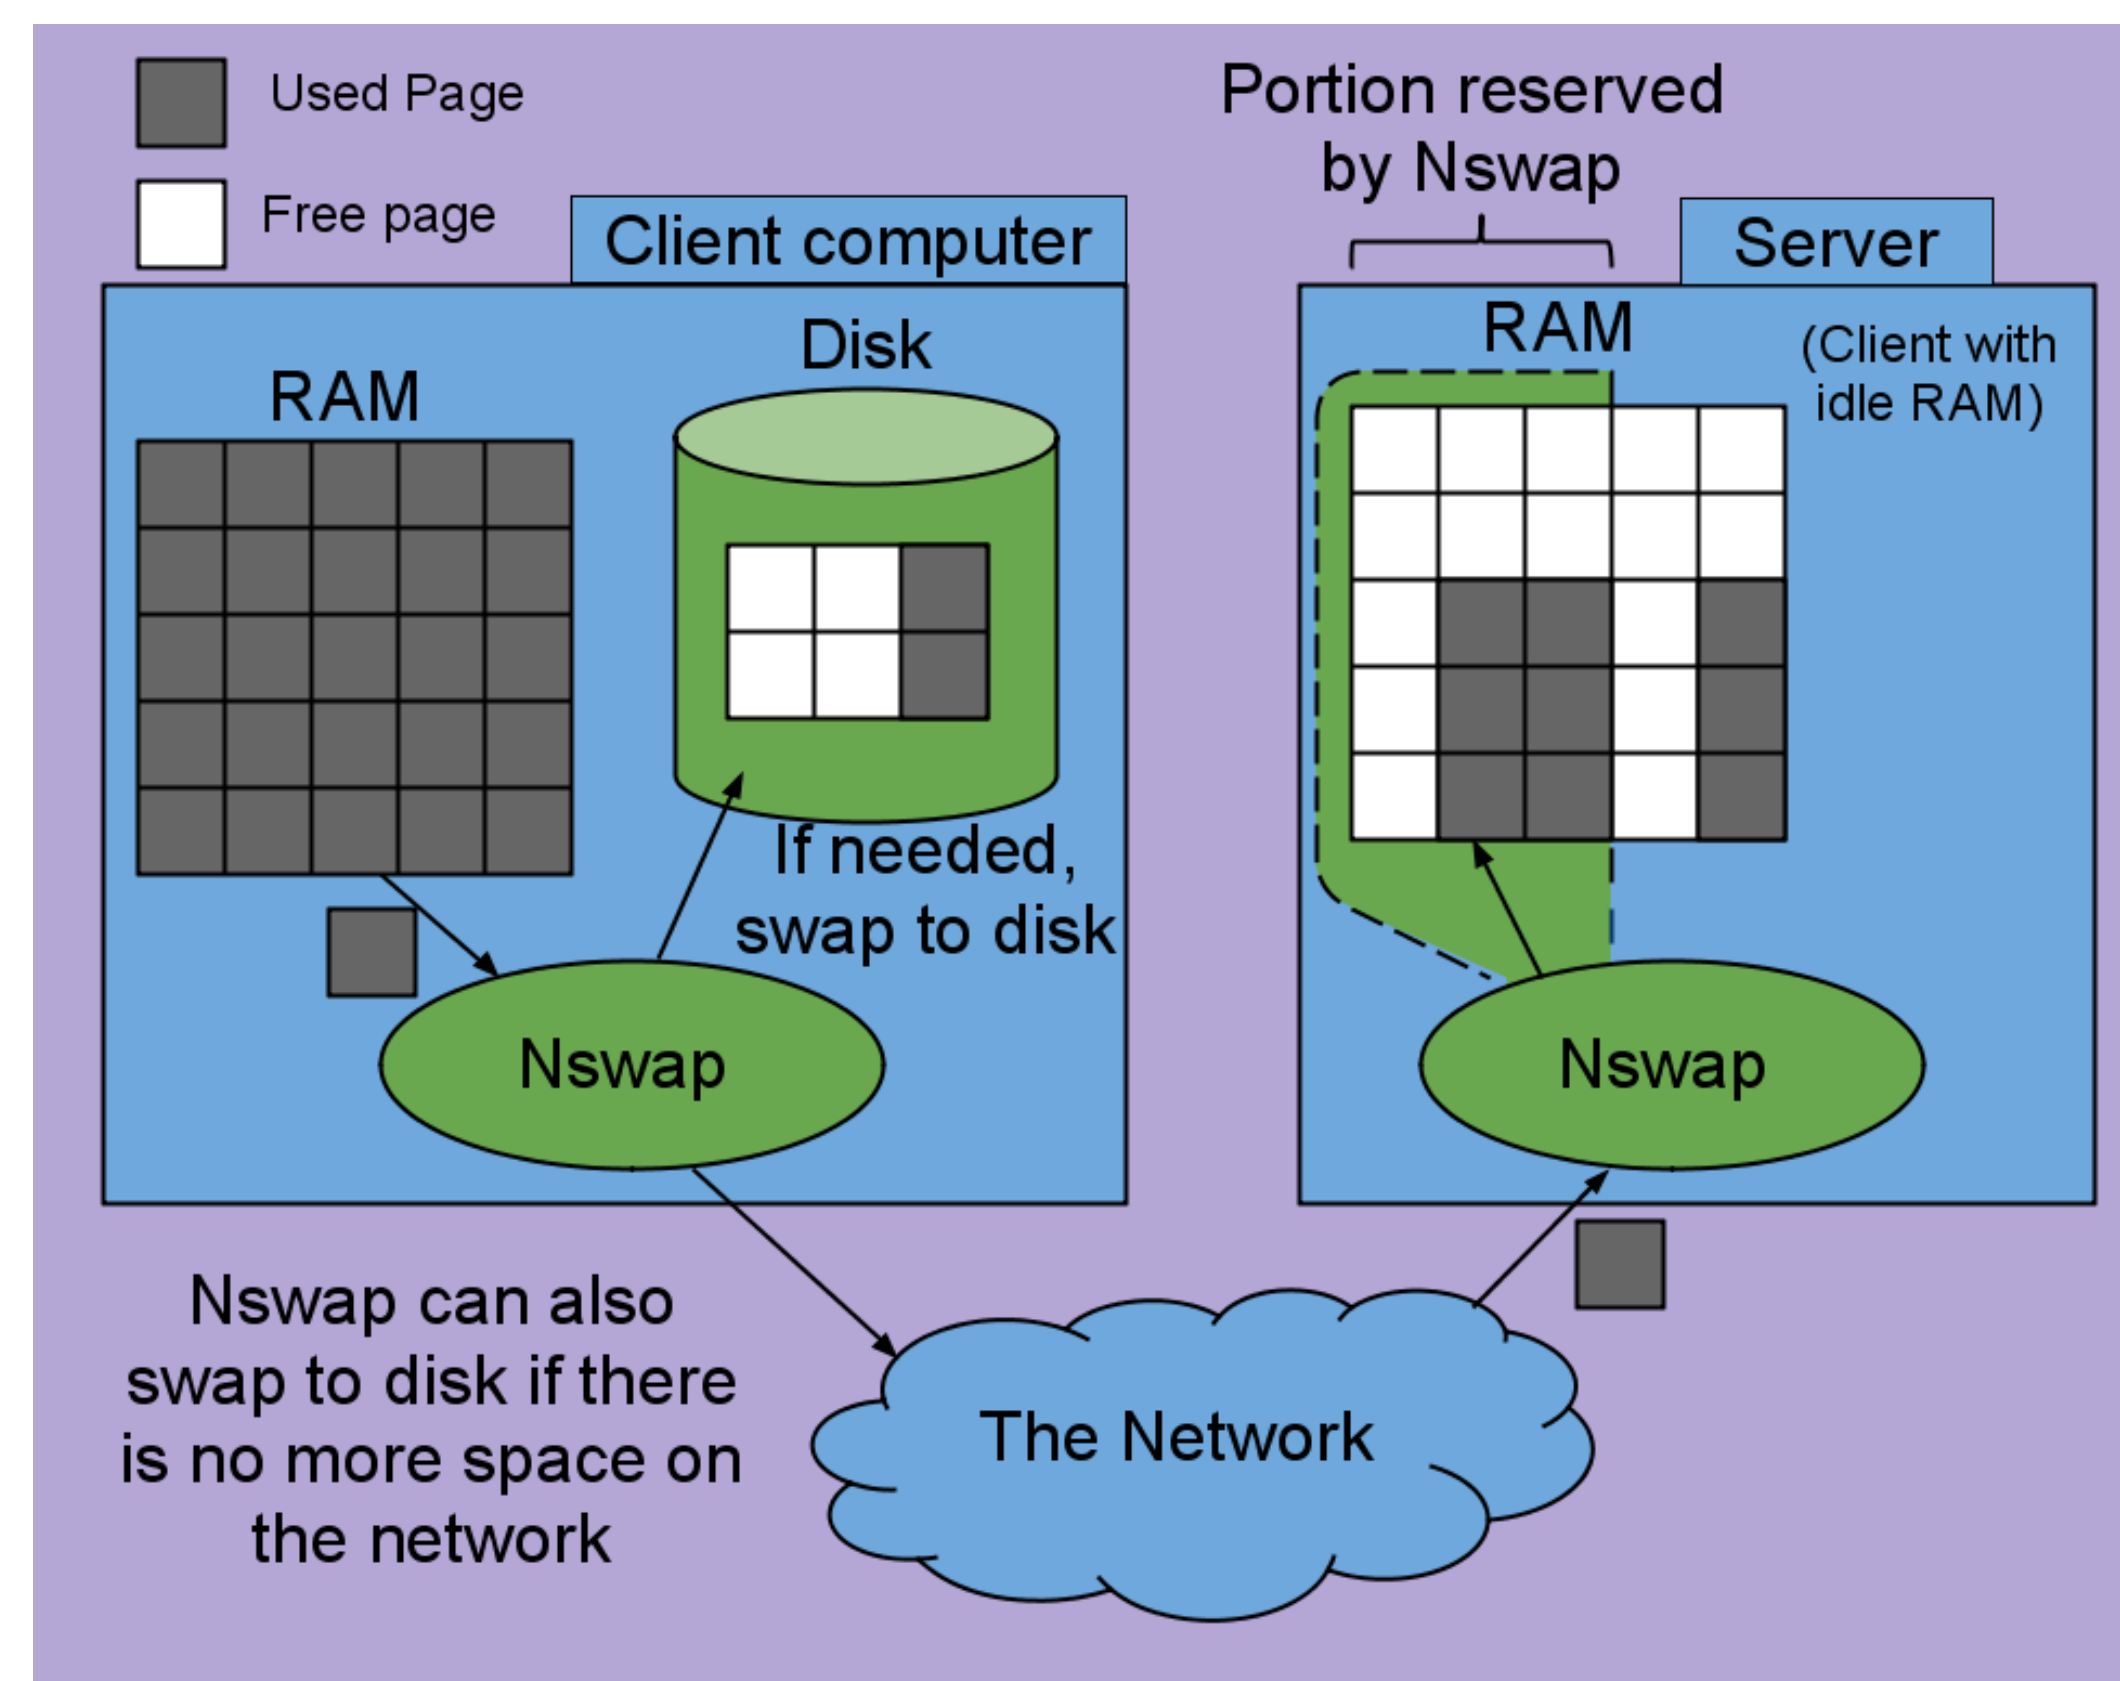 Used Page
Free page
Client computer
RAM
Disk
If needed,
swap to disk
Nswap
Portion reserved
by Nswap
Server
RAM
(Client with
idle RAM)
Nswap
Nswap can also
swap to disk if there
is no more space on
the network
The Network